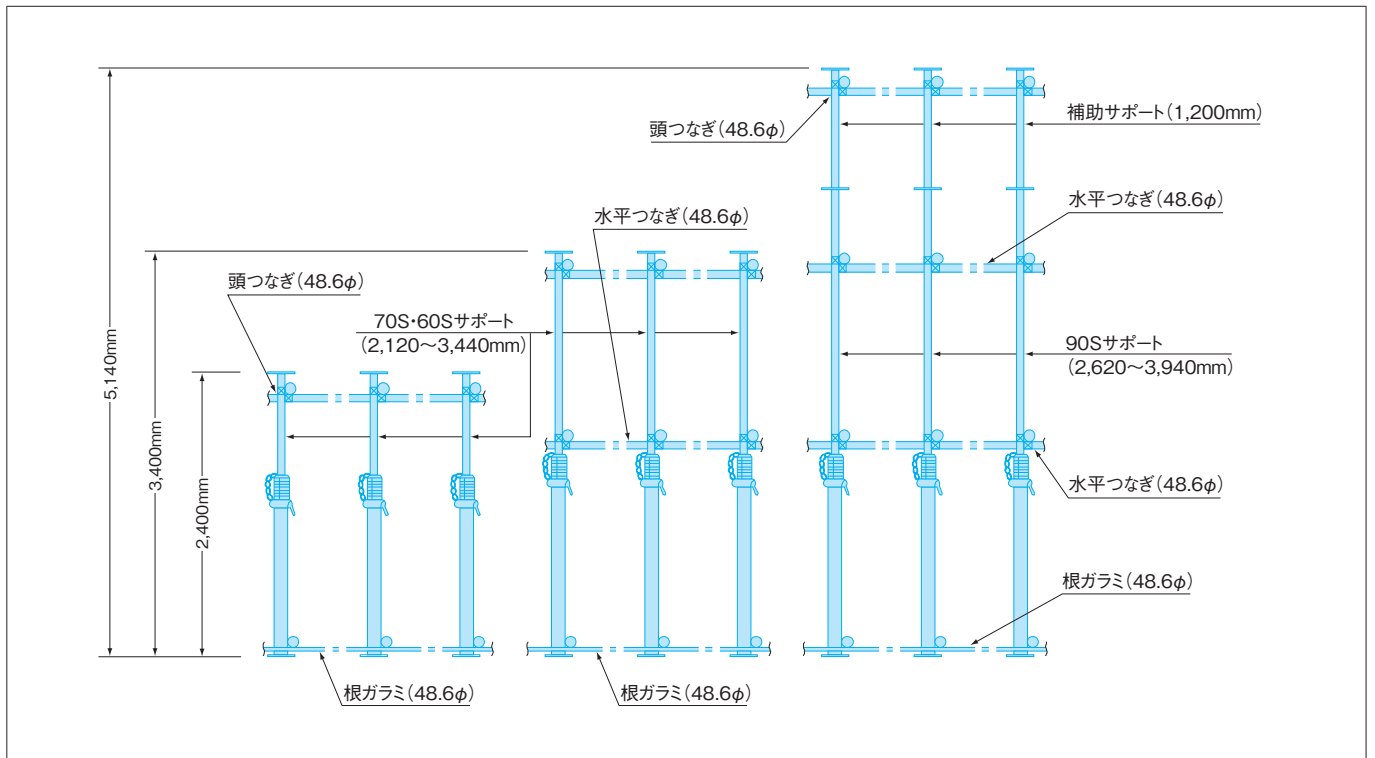 頭つなぎ(48.6φ)
補助サポート(1,200mm)
水平つなぎ(48.6φ)
水平つなぎ(48.6φ)
頭つなぎ(48.6φ)
70S・60Sサポート
(2,120～3,440mm)
90Sサポート
(2,620～3,940mm)
5,140mm
3,400mm
2,400mm
水平つなぎ(48.6φ)
根ガラミ(48.6φ)
根ガラミ(48.6φ)
根ガラミ(48.6φ)